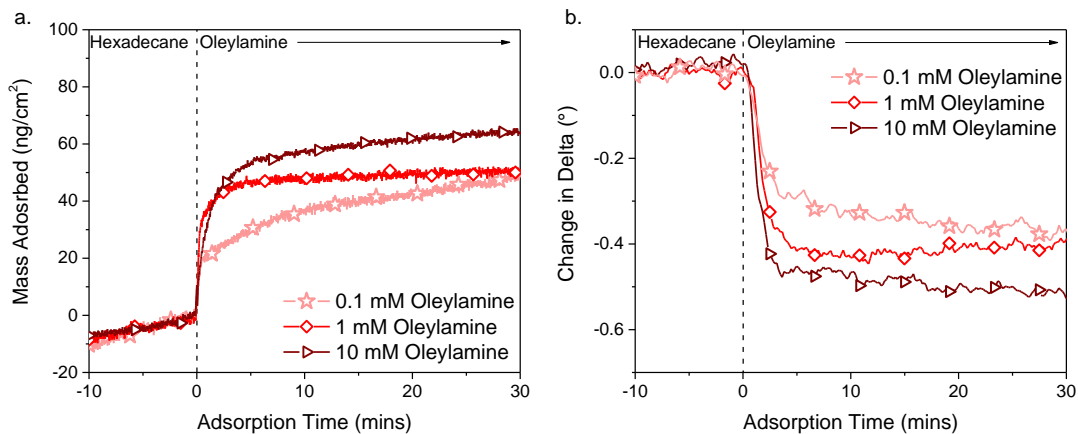 a.
Mass Adosrbed (ng/cm²)
100
80
60
40
20
0
-20
Hexadecane
Oleylamine
0.1 mM Oleylamine
1 mM Oleylamine
10 mM Oleylamine
-10
0
10
20
30
Adsorption Time (mins)
b.
Change in Delta (°)
0.0
-0.2
-0.4
-0.6
Hexadecane
Oleylamine
0.1 mM Oleylamine
1 mM Oleylamine
10 mM Oleylamine
-10
0
10
20
30
Adsorption Time (mins)